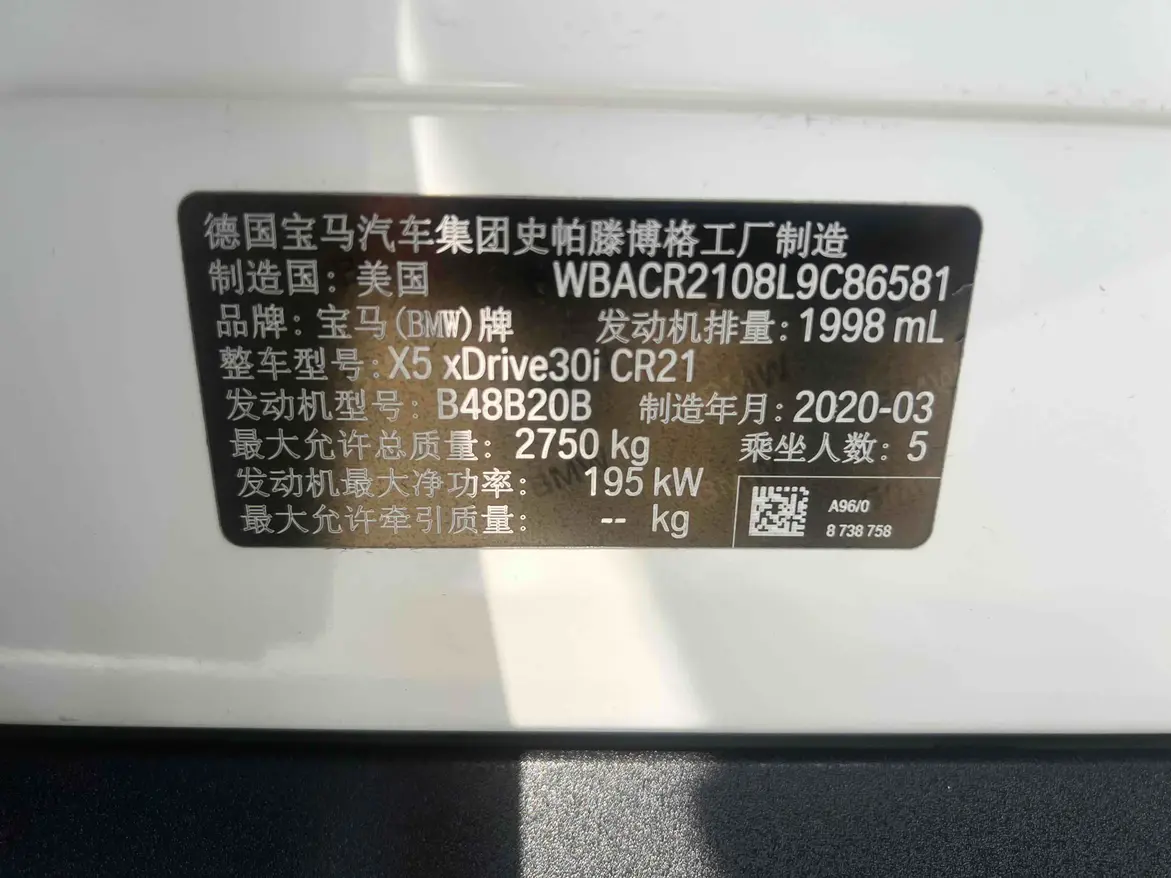 德国宝马汽车集团史帕滕博格工厂制造
制造国：美国 WBACR2108L9C86581
品牌：宝马(BMW)牌 发动机排量：1998 mL
整车型号：X5 xDrive30i CR21
发动机型号：B48B20B 制造年月：2020-03
最大允许总质量：2750 kg 乘坐人数：5
发动机最大净功率： 195 kW
最大允许牵引质量： -- kg
A96/0
8 738 758